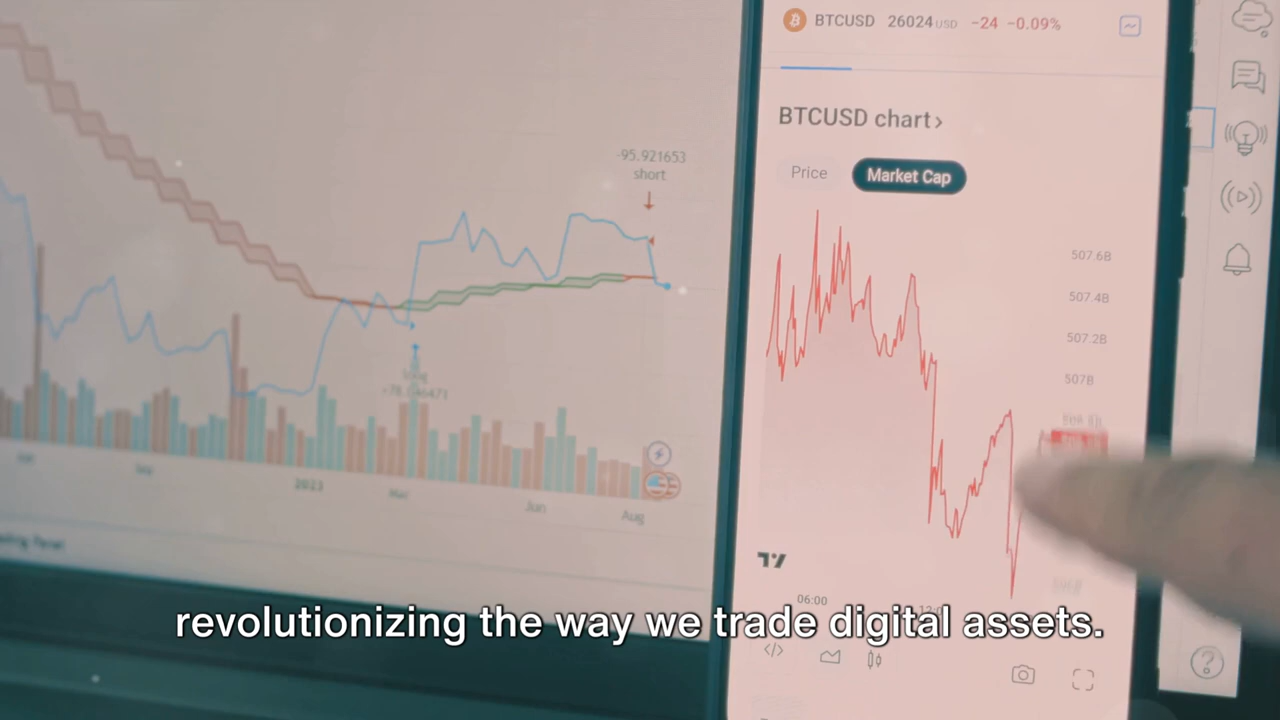 BTCUSD 26024 USD −24 −0.09%
BTCUSD chart ›
Price Market Cap
-95.921653
short
507.6B
507.4B
507.2B
507B
2023
Jun
Aug
06:00
revolutionizing the way we trade digital assets.